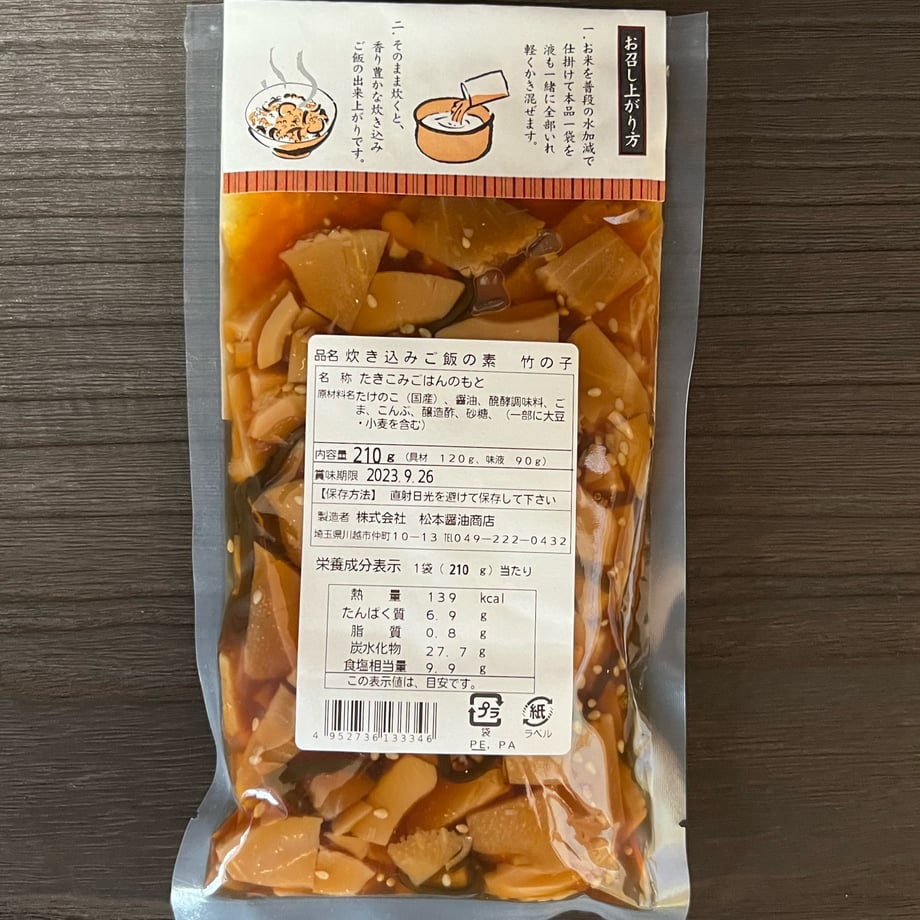 お召し上がり方
一．お米を普段の水加減で
仕掛けて本品一袋を
液も一緒に全部いれ
軽くかき混ぜます。
二．そのまま炊くと、
香り豊かな炊き込み
ご飯の出来上がりです。
品名 炊き込みご飯の素 竹の子
名 称 たきこみごはんのもと
原材料名 たけのこ（国産）、醤油、醗酵調味料、ご
ま、こんぶ、醸造酢、砂糖、（一部に大豆
・小麦を含む）
内容量 210g（具材 120g、味液 90g）
賞味期限 2023.9.26
【保存方法】 直射日光を避けて保存して下さい
製造者 株式会社 松本醤油商店
埼玉県川越市仲町10－13 ℡049－222－0432
栄養成分表示 1袋（210 g）当たり
熱 量 139 kcal
たんぱく質 6.9 g
脂 質 0.8 g
炭水化物 27.7 g
食塩相当量 9.9 g
この表示値は、目安です。
4 952736 133346
プラ
袋
PE, PA
紙
ラベル